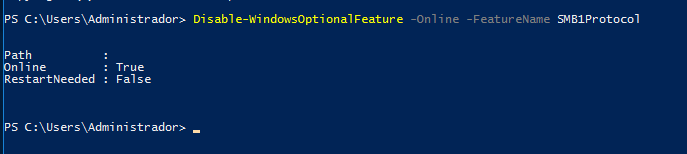 PS C:\Users\Administrador> Disable-WindowsOptionalFeature -Online -FeatureName SMB1Protocol
Path          :
Online        : True
RestartNeeded : False
PS C:\Users\Administrador> _